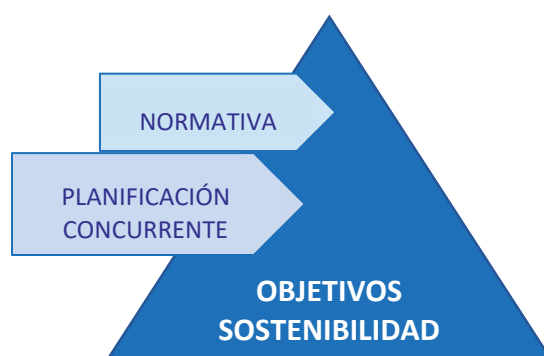 NORMATIVA
PLANIFICACIÓN
CONCURRENTE
OBJETIVOS
SOSTENIBILIDAD